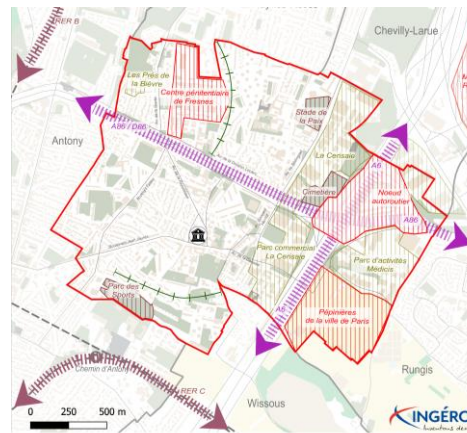 RER B
Chevilly-Larue
Les Prés de
la Bièvre
Centre pénitentiaire
de Fresnes
Stade de
la Paix
A86 / D86
Antony
La Cerisaie
A6
Cimetière
Noeud
autoroutier
A86
Parc commercial
La Cerisaie
Parc d'activités
Médicis
Parc des
Sports
A6
Pépinières
de la ville de Paris
Chemin d'Antony
RER C
Rungis
Wissous
0 250 500 m
INGÉRO